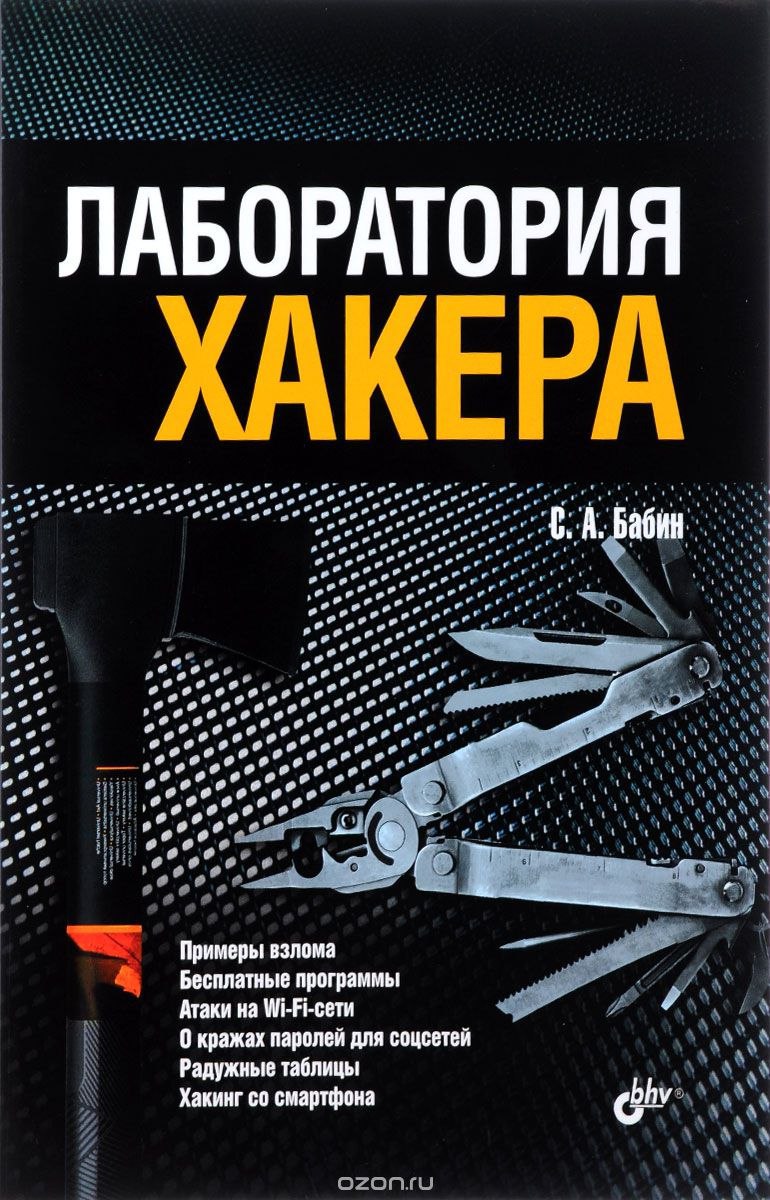 ЛАБОРАТОРИЯ
ХАКЕРА
С. А. Бабин
Примеры взлома
Бесплатные программы
Атаки на Wi-Fi-сети
О кражах паролей для соцсетей
Радужные таблицы
Хакинг со смартфона
bhv®
ozon.ru